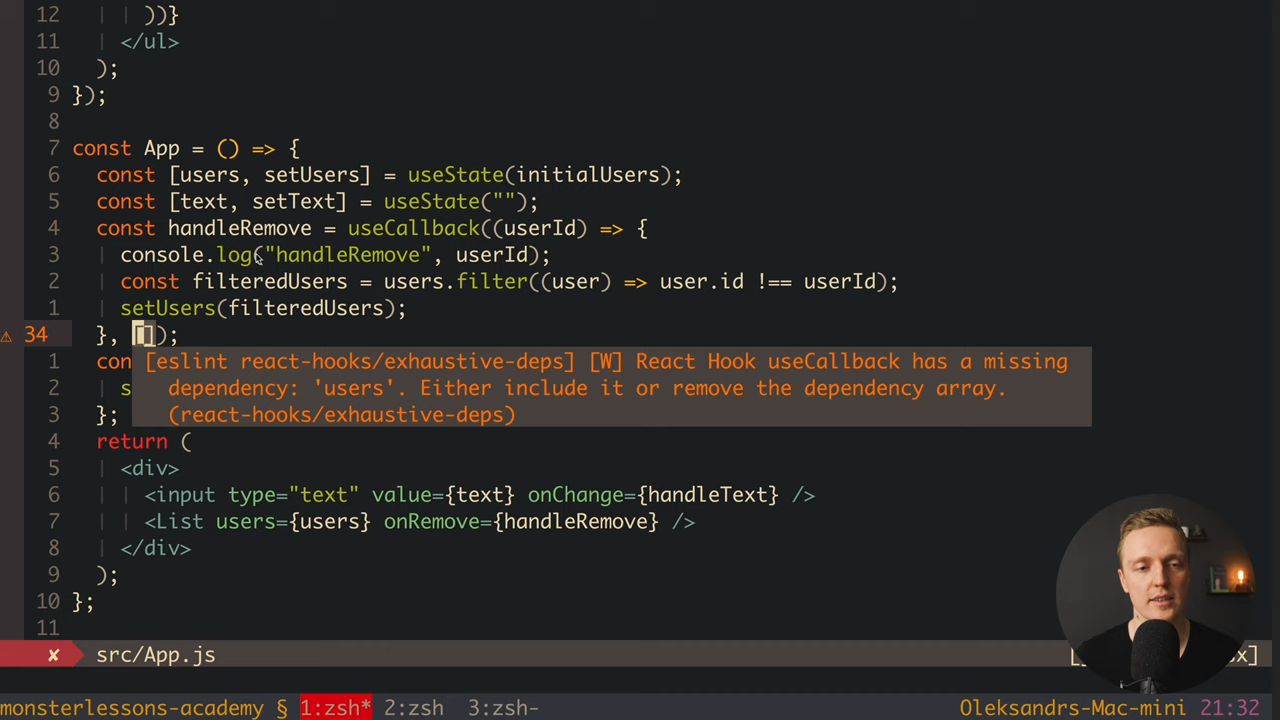 12 ))}
11 </ul>
10 );
9 });
8
7 const App = () => {
6 const [users, setUsers] = useState(initialUsers);
5 const [text, setText] = useState("");
4 const handleRemove = useCallback((userId) => {
3 console.log("handleRemove", userId);
2 const filteredUsers = users.filter((user) => user.id !== userId);
1 setUsers(filteredUsers);
⚠ 34 }, []);
1 con
[eslint react-hooks/exhaustive-deps] [W] React Hook useCallback has a missing
2 s
dependency: 'users'. Either include it or remove the dependency array.
3 };
(react-hooks/exhaustive-deps)
4 return (
5 <div>
6 <input type="text" value={text} onChange={handleText} />
7 <List users={users} onRemove={handleRemove} />
8 </div>
9 );
10 };
11
✘ src/App.js
monsterlessons-academy § 1:zsh* 2:zsh 3:zsh- Oleksandrs-Mac-mini 21:32